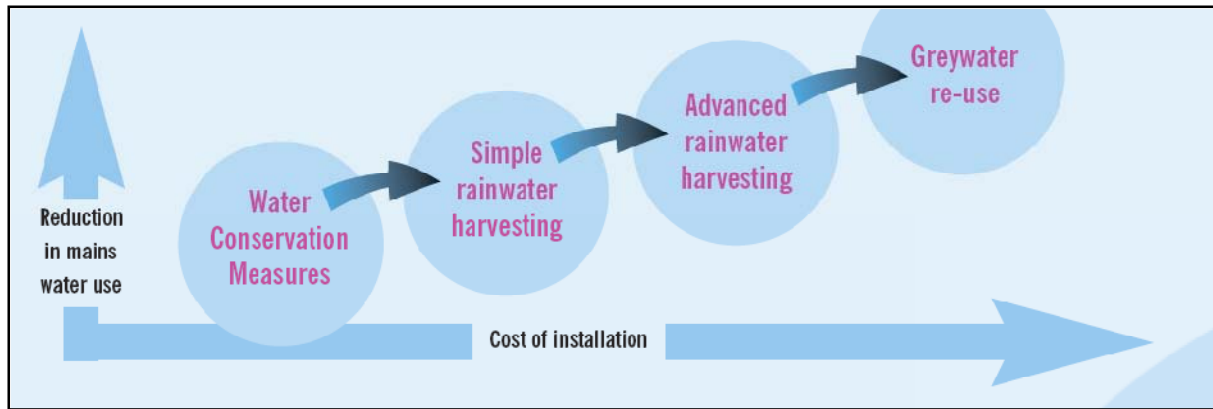 Greywater
re-use
Advanced
rainwater
harvesting
Simple
rainwater
harvesting
Water
Conservation
Measures
Reduction
in mains
water use
Cost of installation